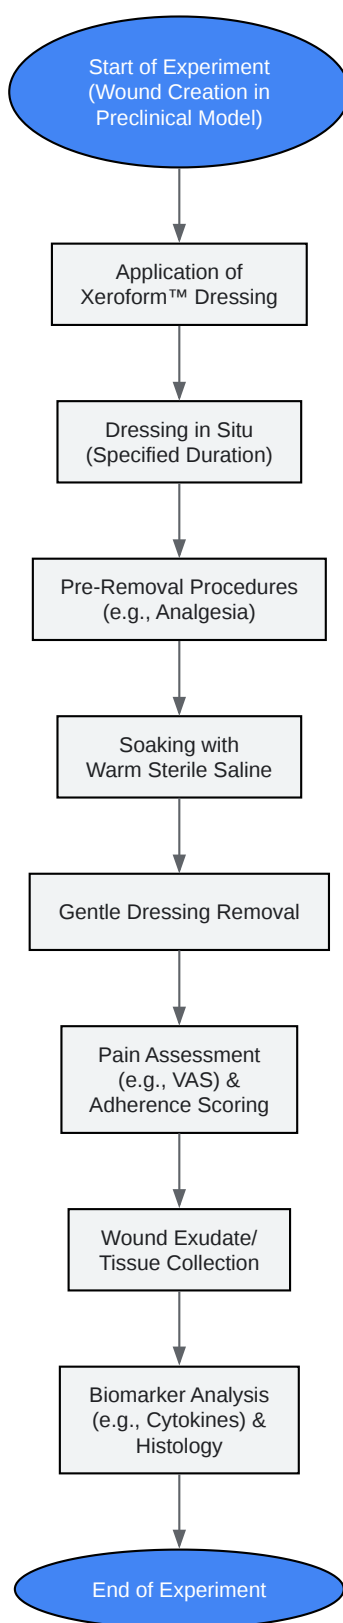 Start of Experiment
(Wound Creation in
Preclinical Model)
Application of
Xeroform™ Dressing
Dressing in Situ
(Specified Duration)
Pre-Removal Procedures
(e.g., Analgesia)
Soaking with
Warm Sterile Saline
Gentle Dressing Removal
Pain Assessment
(e.g., VAS) &
Adherence Scoring
Wound Exudate/
Tissue Collection
Biomarker Analysis
(e.g., Cytokines) &
Histology
End of Experiment